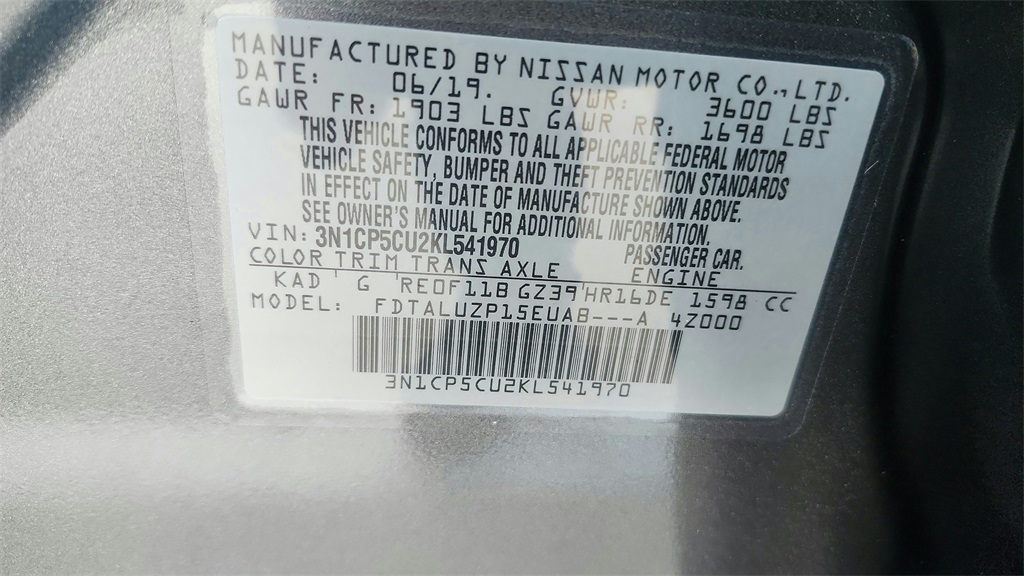 MANUFACTURED BY NISSAN MOTOR CO., LTD.
DATE: 06/19. GVWR: 3600 LBS
GAWR FR: 1903 LBS GAWR RR: 1698 LBS
THIS VEHICLE CONFORMS TO ALL APPLICABLE FEDERAL MOTOR
VEHICLE SAFETY, BUMPER AND THEFT PREVENTION STANDARDS
IN EFFECT ON THE DATE OF MANUFACTURE SHOWN ABOVE.
SEE OWNER'S MANUAL FOR ADDITIONAL INFORMATION.
VIN: 3N1CP5CU2KL541970 PASSENGER CAR.
COLOR TRIM TRANS AXLE ENGINE
KAD G RE0F11B GZ39 HR16DE 1598 CC
MODEL: FDTALUZP15EUAB---A 4Z000
3N1CP5CU2KL541970